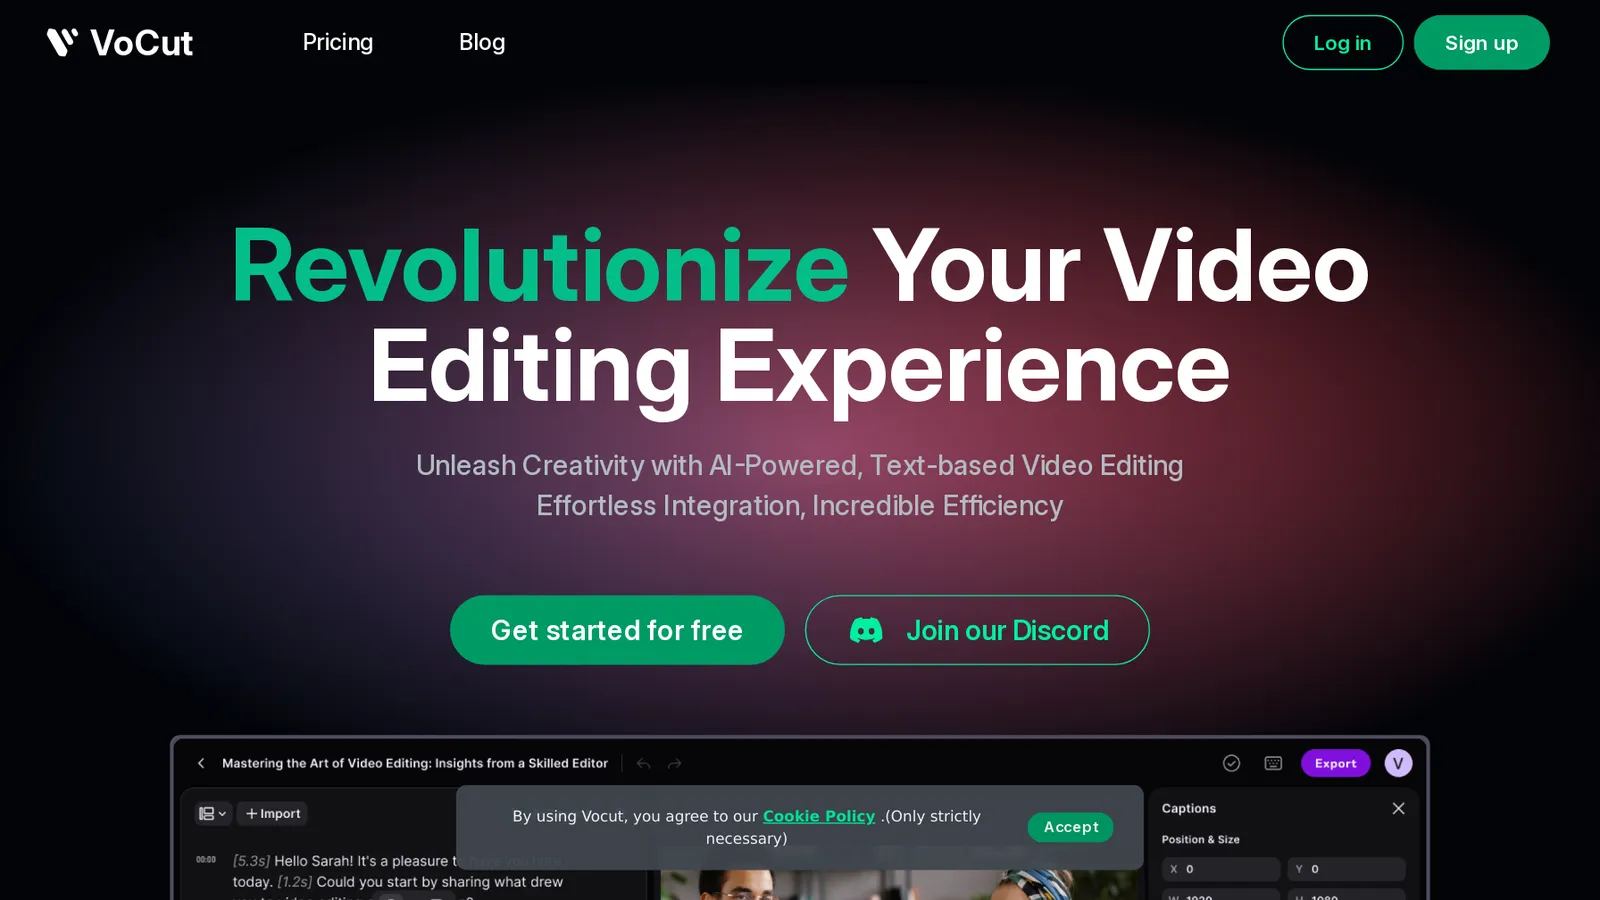 VoCut
Pricing
Blog
Log in
Sign up
Revolutionize Your Video
Editing Experience
Unleash Creativity with AI-Powered, Text-based Video Editing
Effortless Integration, Incredible Efficiency
Get started for free
Join our Discord
Mastering the Art of Video Editing: Insights from a Skilled Editor
Export
V
Import
By using Vocut, you agree to our Cookie Policy .(Only strictly
necessary)
Accept
Captions
Position & Size
X 0
Y 0
00:00
[5.3s] Hello Sarah! It's a pleasure to have you here
today. [1.2s] Could you start by sharing what drew